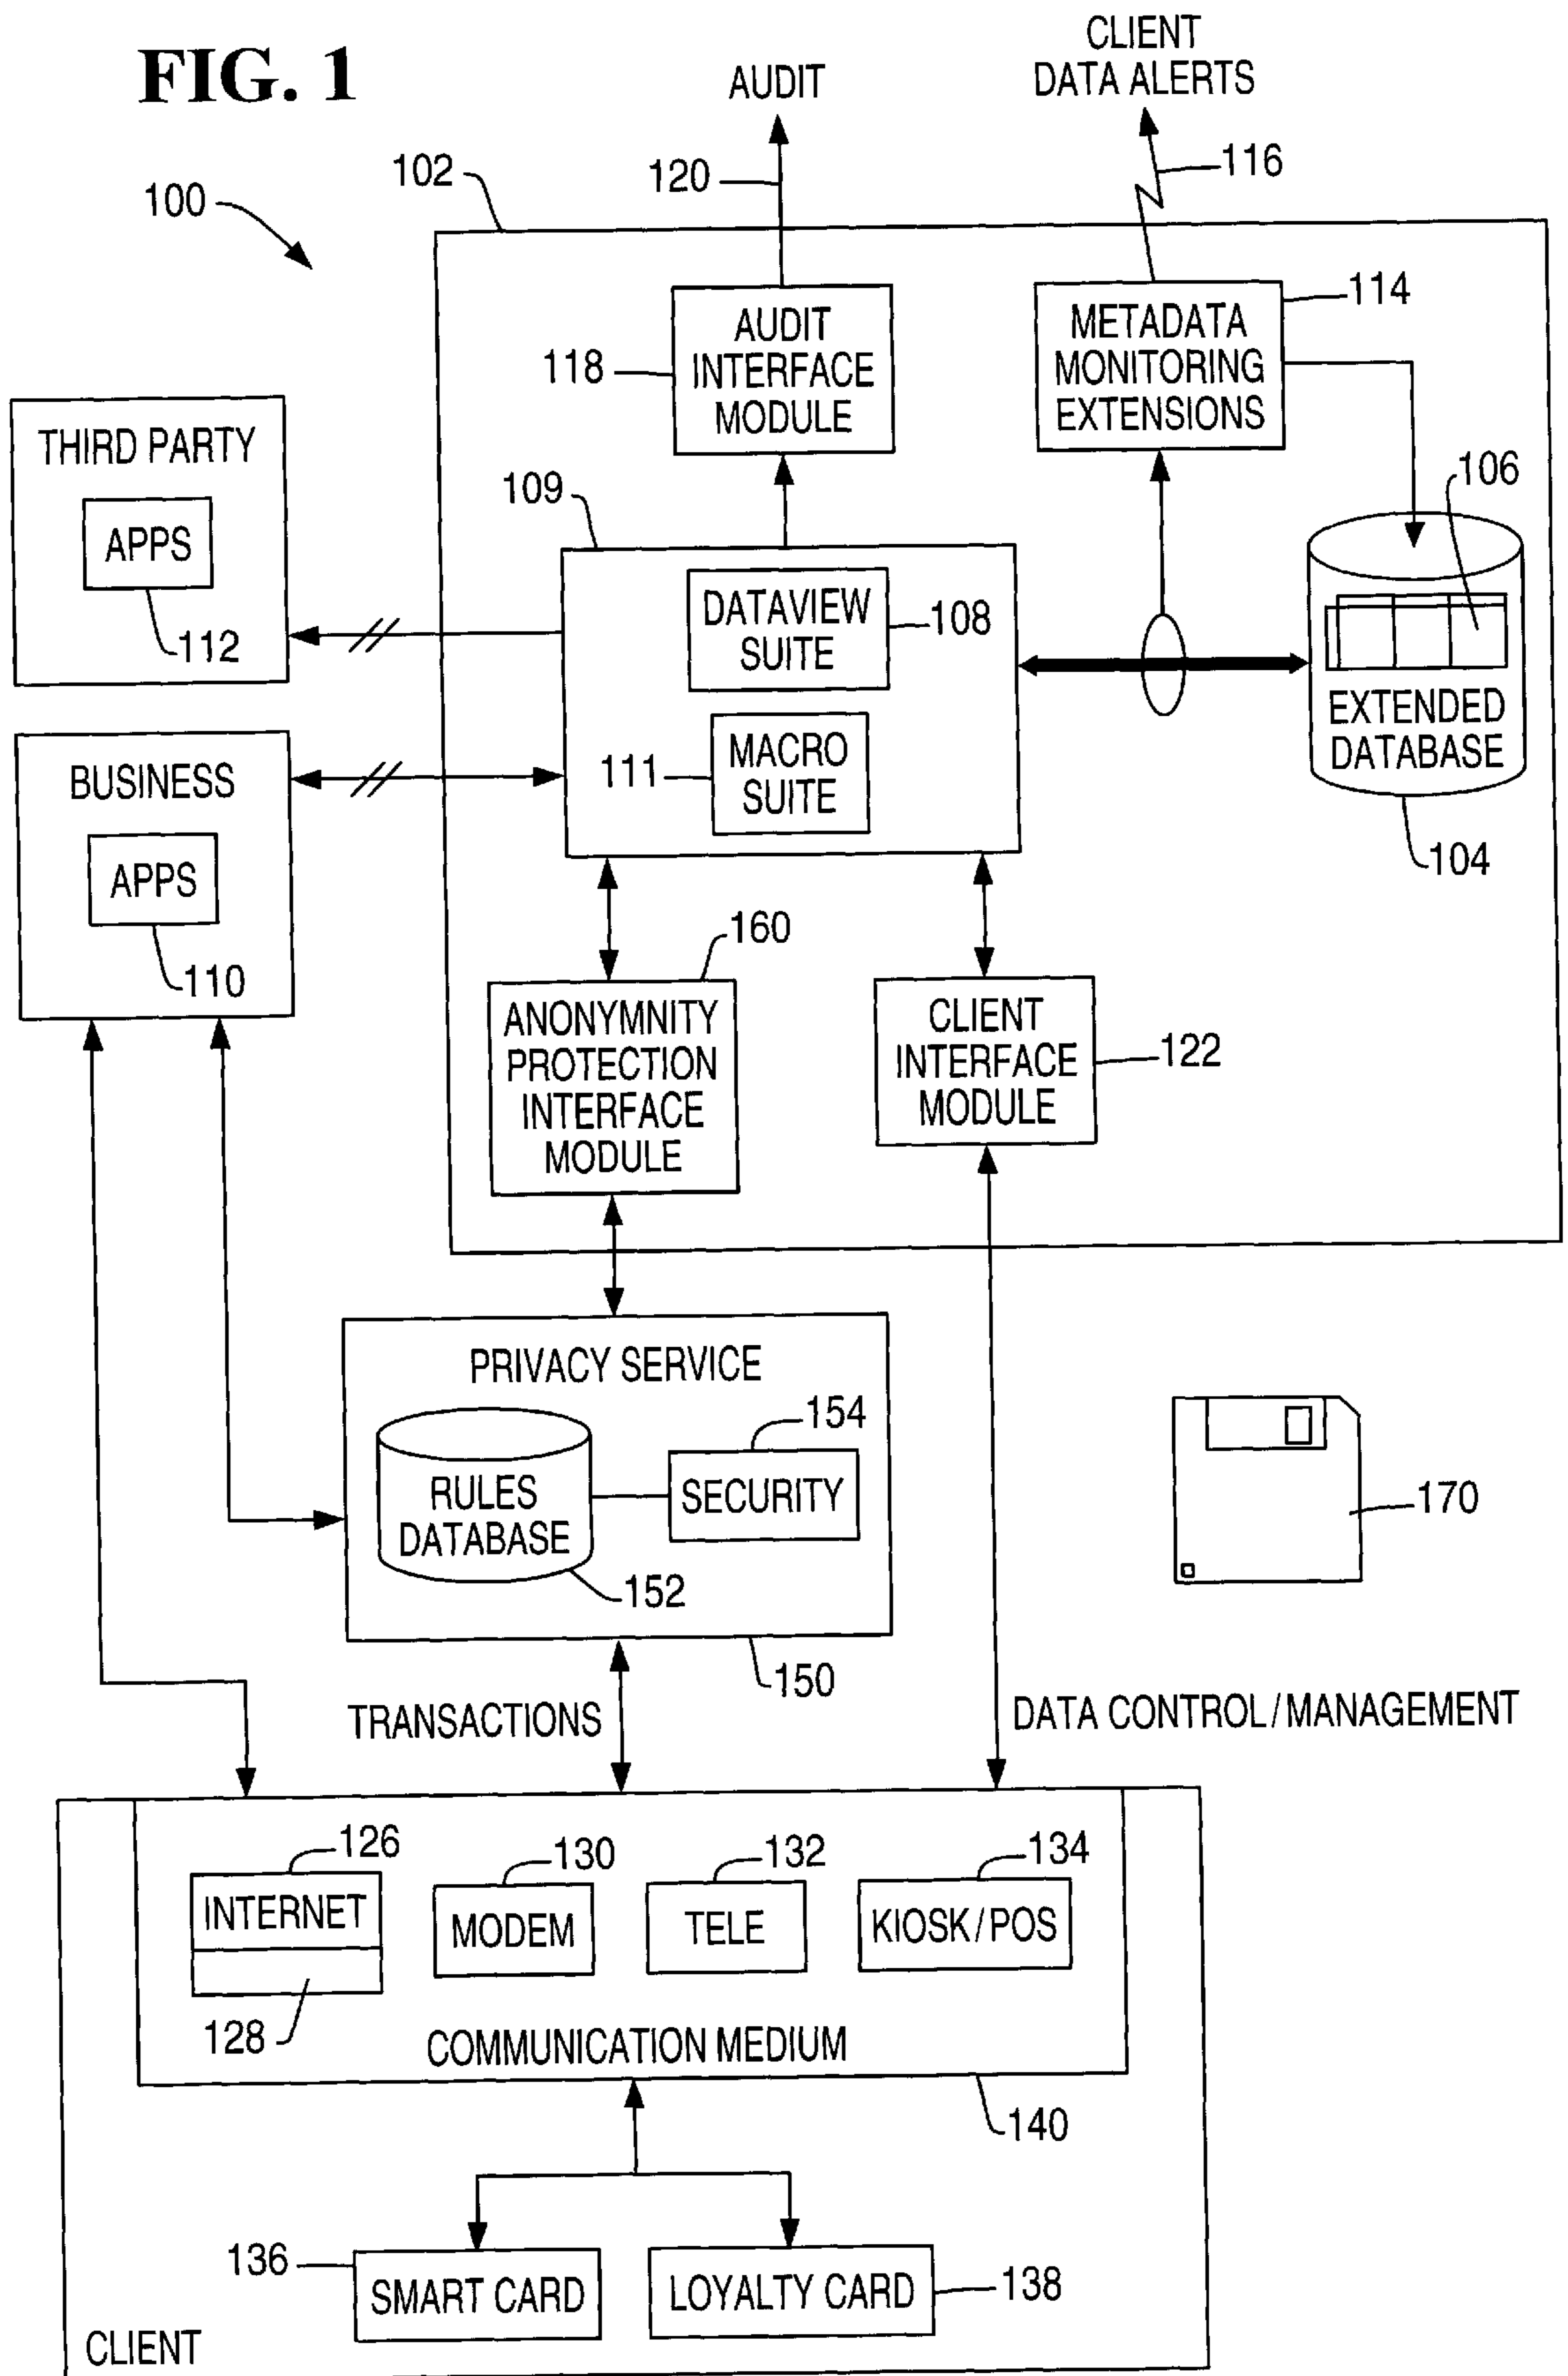 FIG. 1
AUDIT
CLIENT
DATA ALERTS
100
102
120
116
AUDIT
INTERFACE
MODULE
118
METADATA
MONITORING
EXTENSIONS
114
THIRD PARTY
APPS
112
109
DATAVIEW
SUITE
108
106
EXTENDED
DATABASE
104
BUSINESS
APPS
110
111
MACRO
SUITE
160
ANONYMNITY
PROTECTION
INTERFACE
MODULE
CLIENT
INTERFACE
MODULE
122
PRIVACY SERVICE
154
RULES
DATABASE
SECURITY
152
150
170
TRANSACTIONS
DATA CONTROL/MANAGEMENT
126
130
132
134
INTERNET
MODEM
TELE
KIOSK/POS
128
COMMUNICATION MEDIUM
140
136
SMART CARD
LOYALTY CARD
138
CLIENT